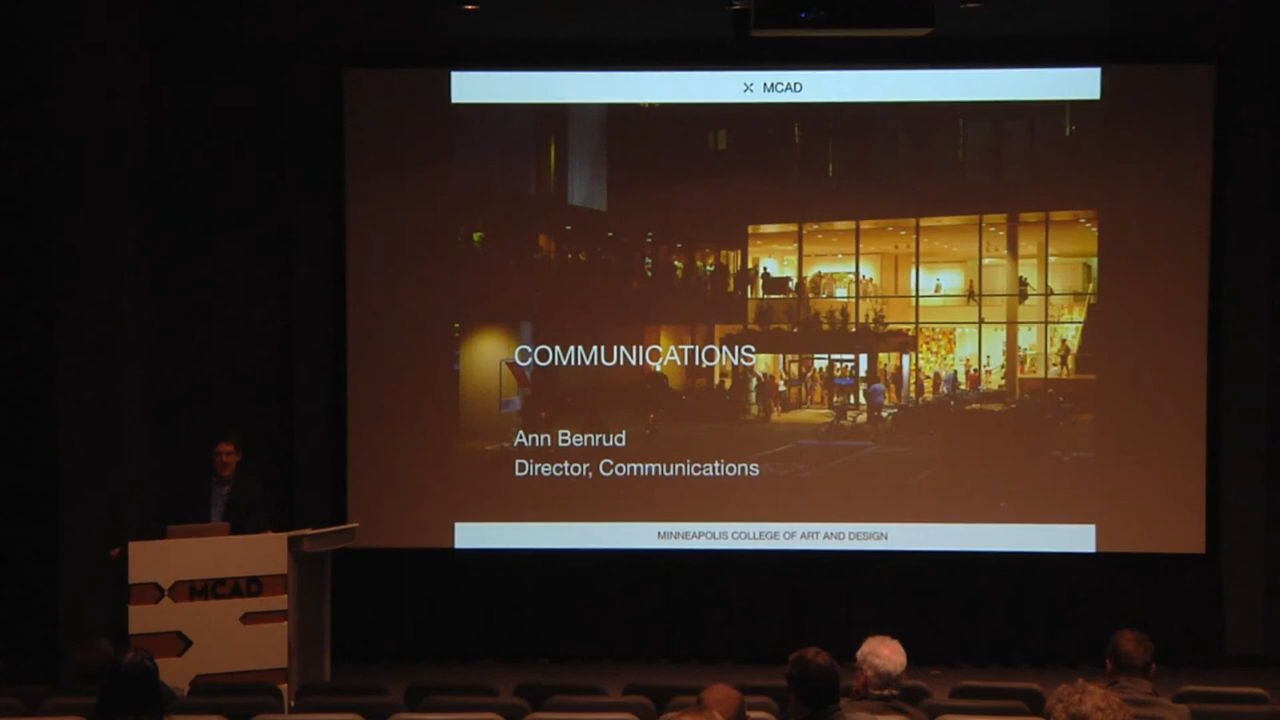 MCAD
COMMUNICATIONS
Ann Benrud
Director, Communications
MINNEAPOLIS COLLEGE OF ART AND DESIGN
MCAD